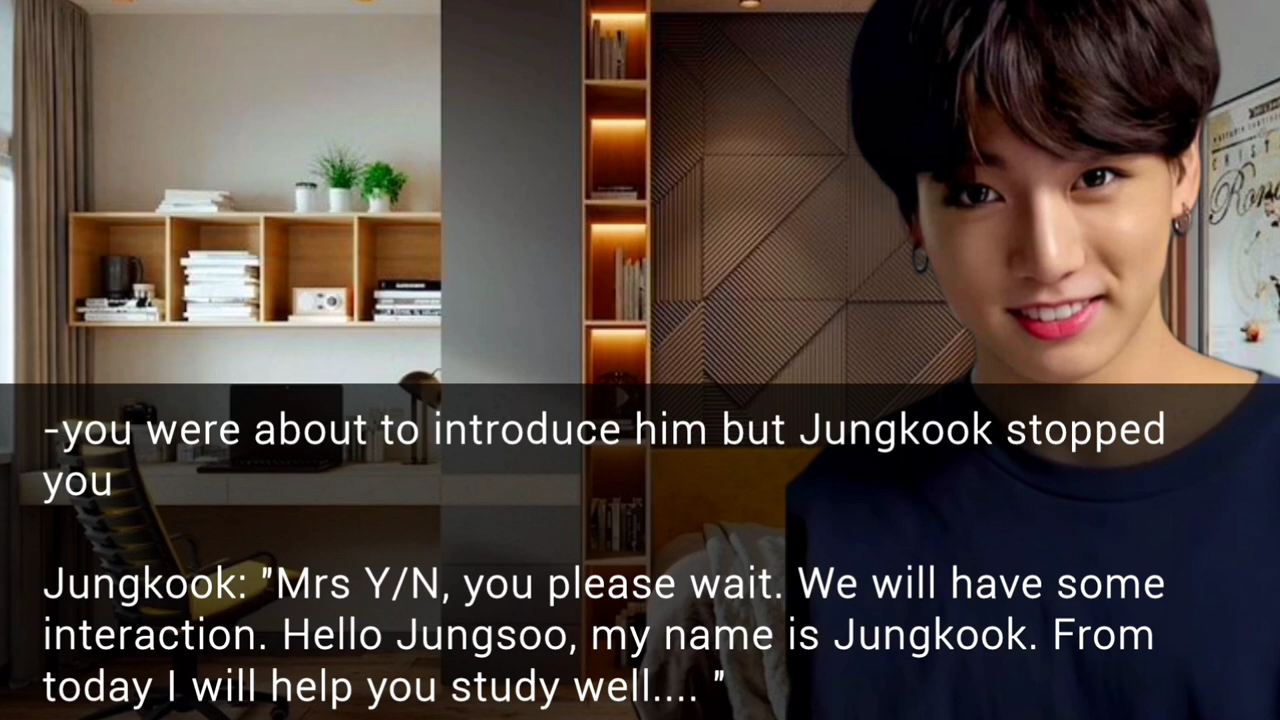 -you were about to introduce him but Jungkook stopped
you
Jungkook: "Mrs Y/N, you please wait. We will have some
interaction. Hello Jungsoo, my name is Jungkook. From
today I will help you study well.... "